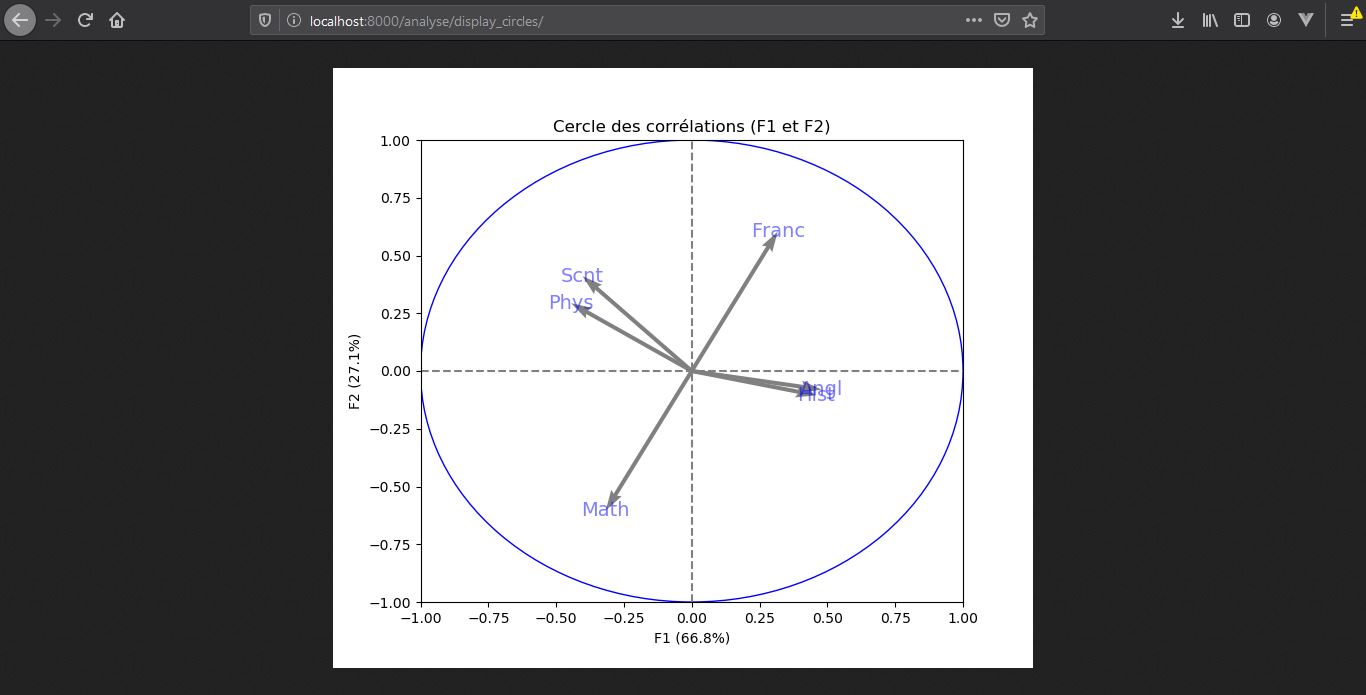 localhost:8000/analyse/display_circles/
Cercle des corrélations (F1 et F2)
1.00
0.75
0.50
0.25
0.00
−0.25
−0.50
−0.75
−1.00
F2 (27.1%)
Franc
Scnt
Phys
Angl
Hist
Math
−1.00 −0.75 −0.50 −0.25 0.00 0.25 0.50 0.75 1.00
F1 (66.8%)